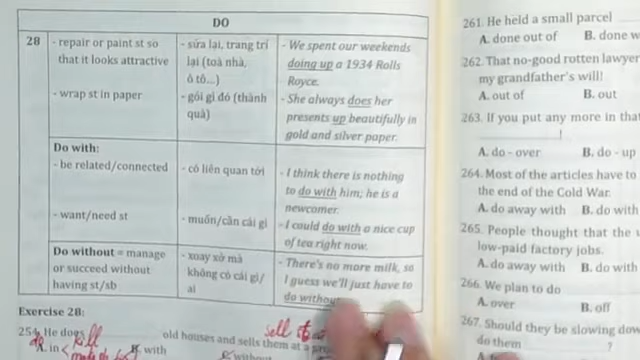 DO
28
- repair or paint st so that it looks attractive
- wrap st in paper
- sửa lại, trang trí lại (toà nhà, ô tô...)
- gói gì đó (thành quà)
- We spent our weekends doing up a 1934 Rolls Royce.
- She always does her presents up beautifully in gold and silver paper.
Do with:
- be related/connected
- want/need st
- có liên quan tới
- muốn/cần cái gì
- I think there is nothing to do with him; he is a newcomer.
- I could do with a nice cup of tea right now.
Do without = manage or succeed without having st/sb
- xoay xở mà không có cái gì/ ai
- There's no more milk, so I guess we'll just have to do without
Exercise 28:
254. He does old houses and sells them at a
A. in
B. with
C. without
kill
sell
261. He held a small parcel
A. done out of
B. done
262. That no-good rotten lawyer
my grandfather's will!
A. out of
B. out
263. If you put any more in that
!
A. do - over
B. do - up
264. Most of the articles have to
the end of the Cold War.
A. do away with
B. do with
265. People thought that the
low-paid factory jobs.
A. do away with
B. do with
266. We plan to do
A. over
B. off
267. Should they be slowing dow
do them ?